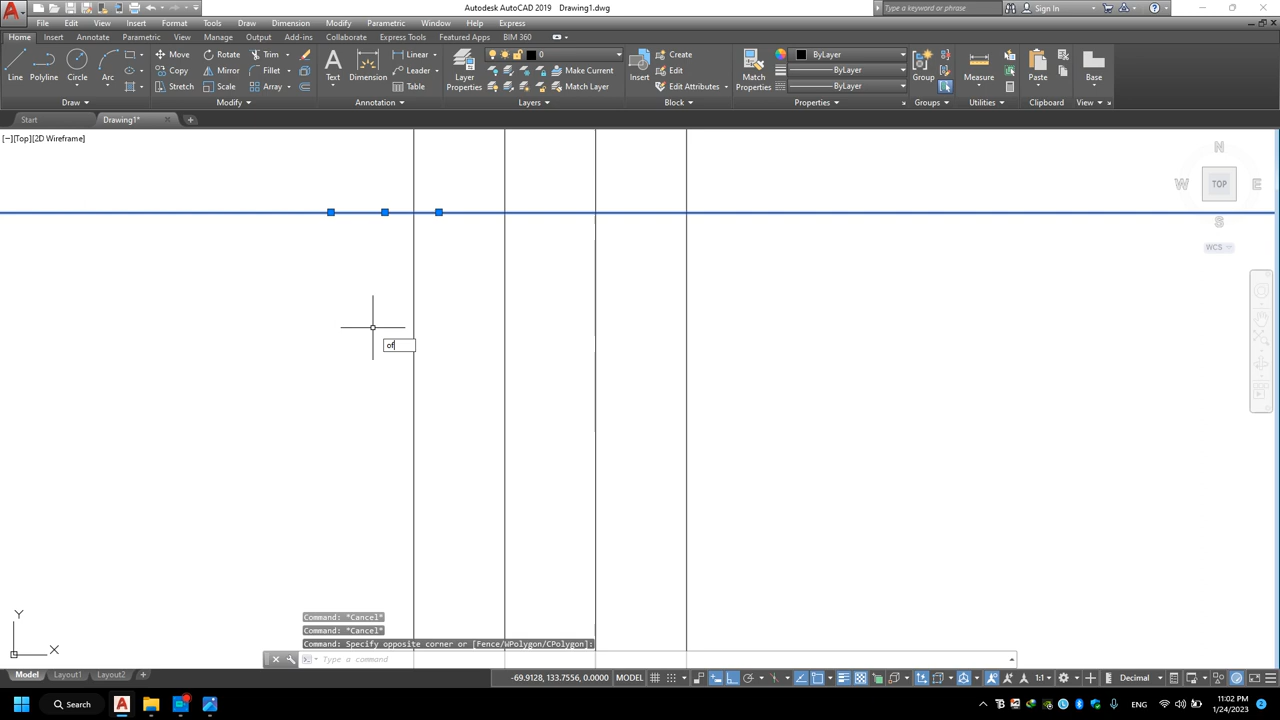 Autodesk AutoCAD 2019 Drawing1.dwg
Type a keyword or phrase
Sign In
File Edit View Insert Format Tools Draw Dimension Modify Parametric Window Help Express
Home Insert Annotate Parametric View Manage Output Add-ins Collaborate Express Tools Featured Apps BIM 360
Move Rotate Trim Linear 0 Create ByLayer
Line Polyline Circle Arc Copy Mirror Fillet Text Dimension Leader Layer Properties Make Current Insert Edit Match Properties ByLayer Group Measure Paste Base
Stretch Scale Array Table Match Layer Edit Attributes ByLayer
Draw Modify Annotation Layers Block Properties Groups Utilities Clipboard View
Start Drawing1*
[−][Top][2D Wireframe]
N
W TOP E
S
WCS
of
Y
X
Command: *Cancel*
Command: *Cancel*
Command: Specify opposite corner or [Fence/WPolygon/CPolygon]:
Type a command
Model Layout1 Layout2 +
-69.9128, 133.7556, 0.0000 MODEL 1:1 Decimal
Search
ENG
11:02 PM
1/24/2023